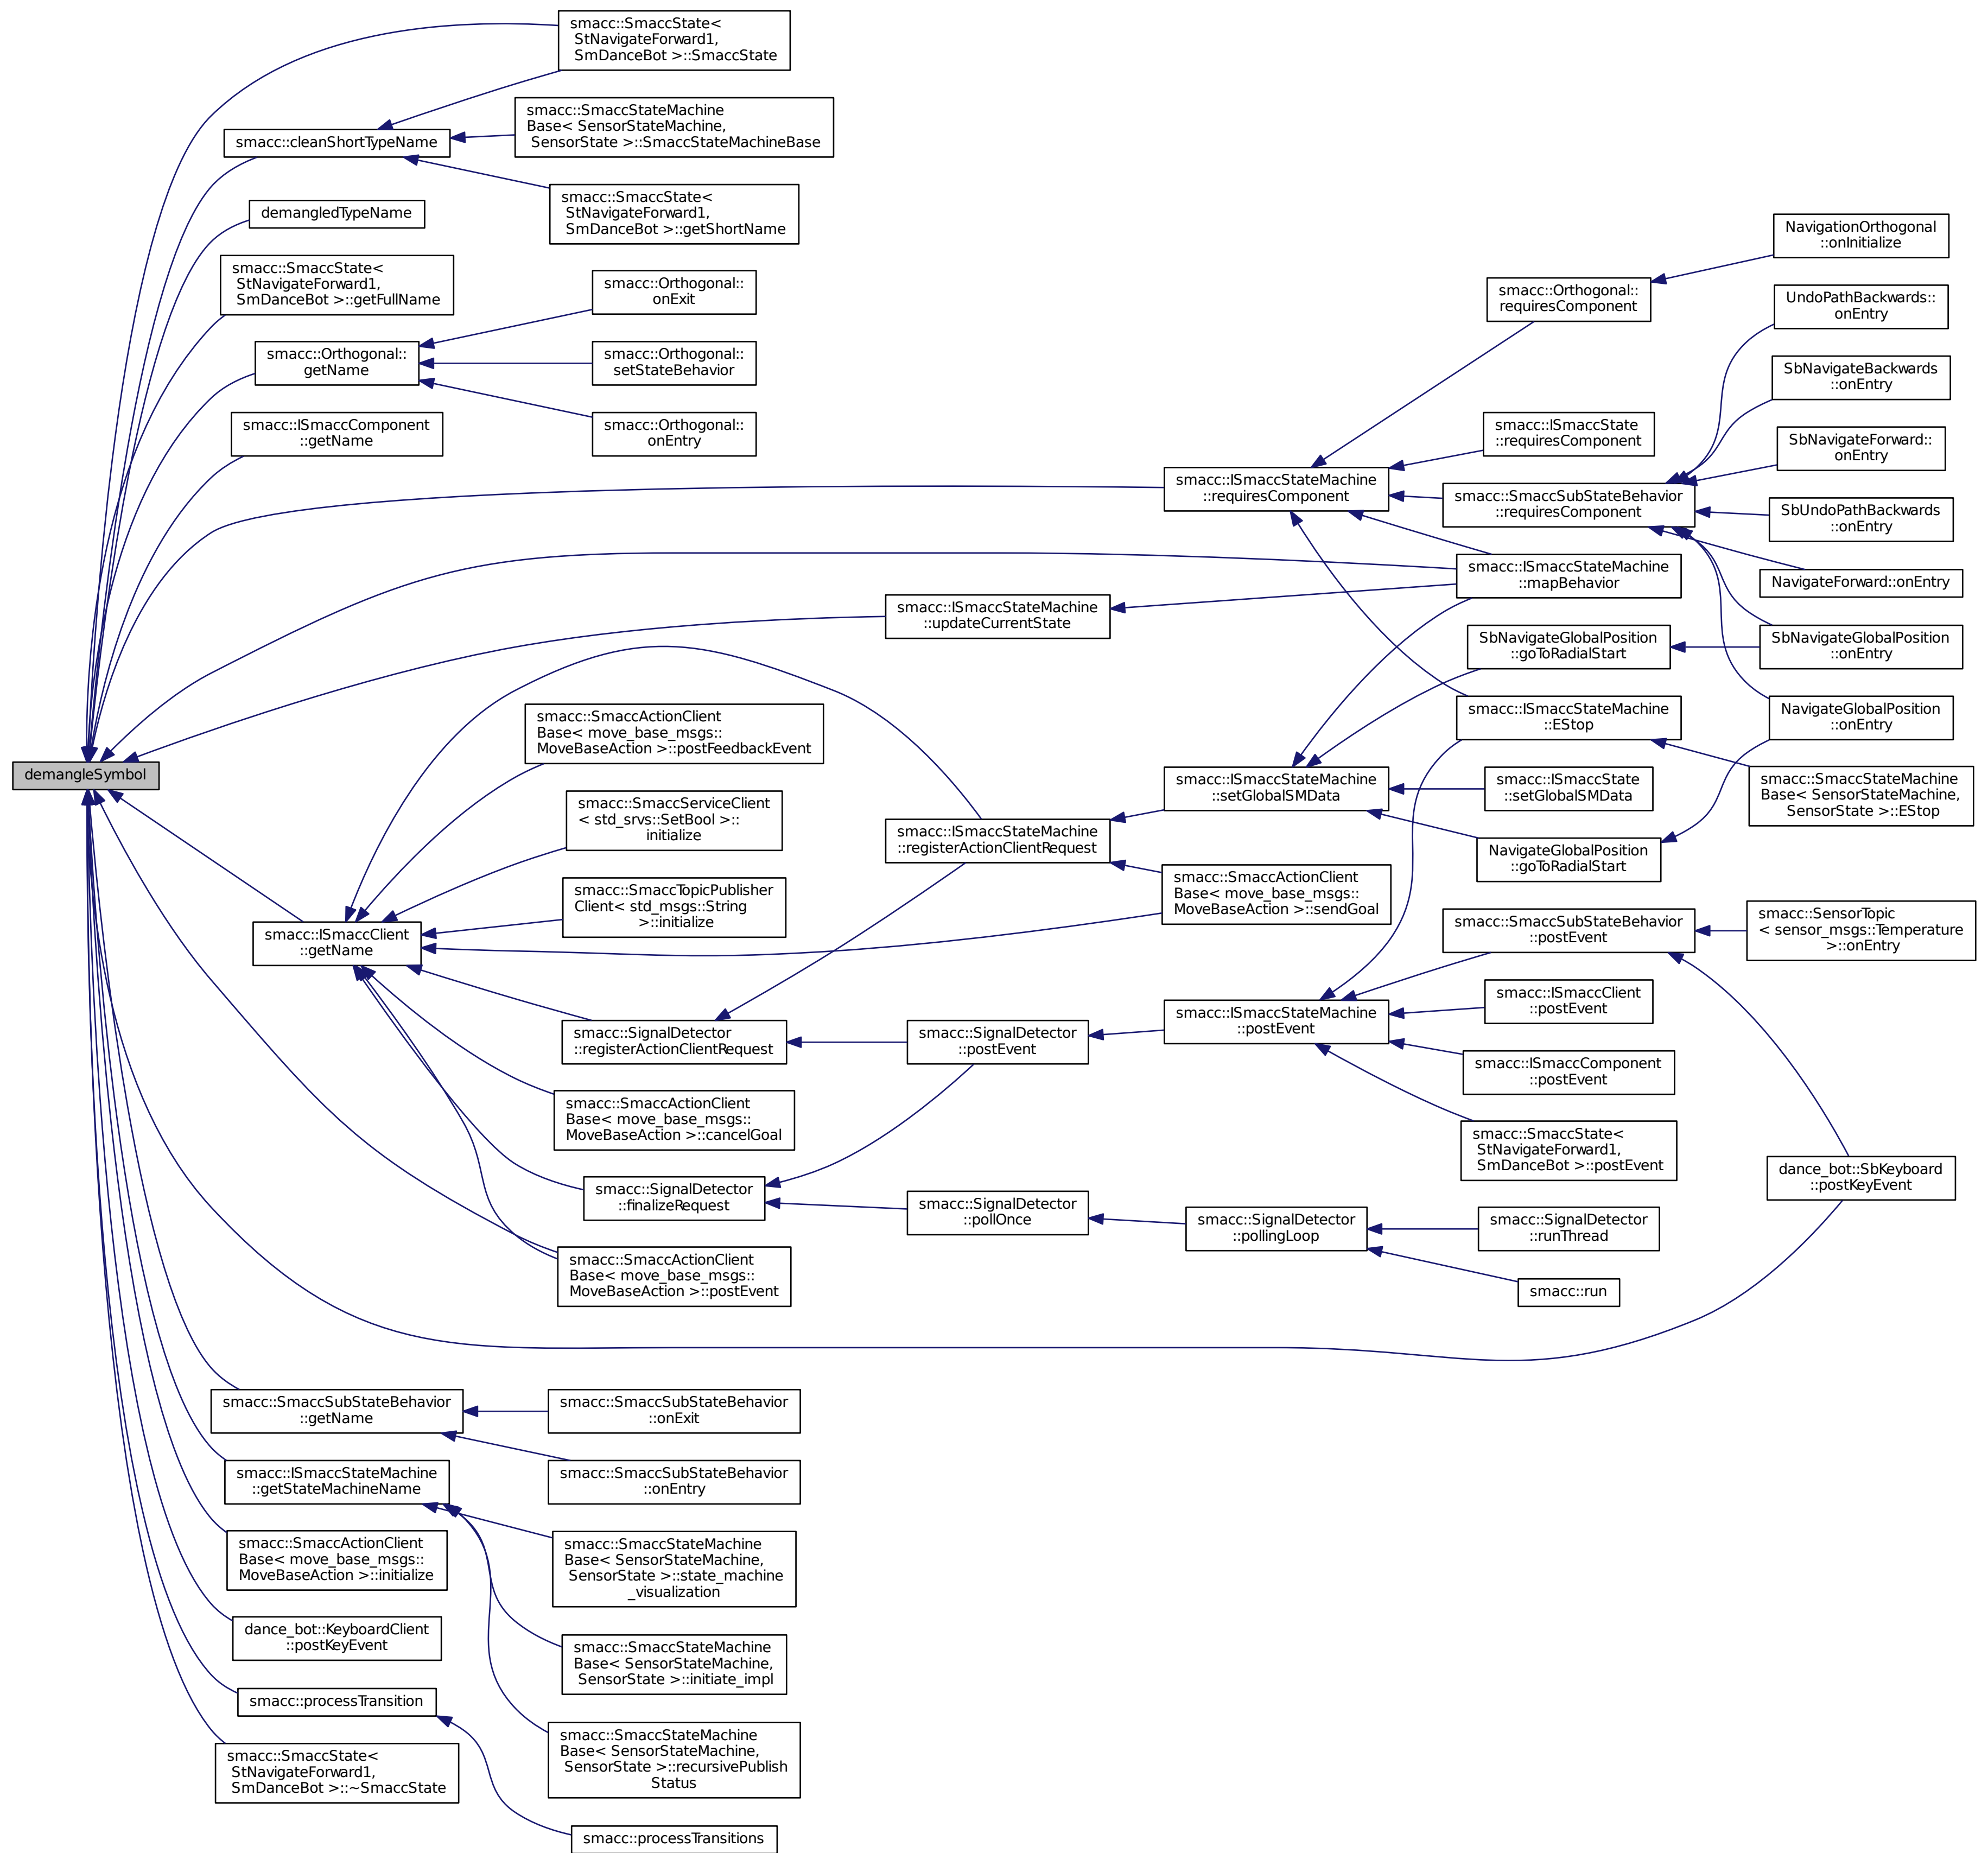 smacc::SmaccState<
StNavigateForward1,
SmDanceBot >::SmaccState
smacc::SmaccStateMachine
Base< SensorStateMachine,
SensorState >::SmaccStateMachineBase
smacc::cleanShortTypeName
smacc::SmaccState<
StNavigateForward1,
SmDanceBot >::getShortName
demangledTypeName
smacc::SmaccState<
StNavigateForward1,
SmDanceBot >::getFullName
smacc::Orthogonal::
onExit
smacc::Orthogonal::
getName
smacc::Orthogonal::
setStateBehavior
smacc::ISmaccComponent
::getName
smacc::Orthogonal::
onEntry
NavigationOrthogonal
::onInitialize
smacc::Orthogonal::
requiresComponent
UndoPathBackwards::
onEntry
SbNavigateBackwards
::onEntry
smacc::ISmaccState
::requiresComponent
SbNavigateForward::
onEntry
smacc::ISmaccStateMachine
::requiresComponent
smacc::SmaccSubStateBehavior
::requiresComponent
SbUndoPathBackwards
::onEntry
smacc::ISmaccStateMachine
::mapBehavior
NavigateForward::onEntry
smacc::ISmaccStateMachine
::updateCurrentState
SbNavigateGlobalPosition
::goToRadialStart
SbNavigateGlobalPosition
::onEntry
smacc::SmaccActionClient
Base< move_base_msgs::
MoveBaseAction >::postFeedbackEvent
smacc::ISmaccStateMachine
::EStop
NavigateGlobalPosition
::onEntry
demangleSymbol
smacc::SmaccServiceClient
< std_srvs::SetBool >::
initialize
smacc::ISmaccStateMachine
::setGlobalSMData
smacc::ISmaccState
::setGlobalSMData
smacc::SmaccStateMachine
Base< SensorStateMachine,
SensorState >::EStop
smacc::ISmaccStateMachine
::registerActionClientRequest
NavigateGlobalPosition
::goToRadialStart
smacc::SmaccTopicPublisher
Client< std_msgs::String
>::initialize
smacc::SmaccActionClient
Base< move_base_msgs::
MoveBaseAction >::sendGoal
smacc::ISmaccClient
::getName
smacc::SmaccSubStateBehavior
::postEvent
smacc::SensorTopic
< sensor_msgs::Temperature
>::onEntry
smacc::SignalDetector
::registerActionClientRequest
smacc::SignalDetector
::postEvent
smacc::ISmaccStateMachine
::postEvent
smacc::ISmaccClient
::postEvent
smacc::ISmaccComponent
::postEvent
smacc::SmaccActionClient
Base< move_base_msgs::
MoveBaseAction >::cancelGoal
smacc::SmaccState<
StNavigateForward1,
SmDanceBot >::postEvent
dance_bot::SbKeyboard
::postKeyEvent
smacc::SignalDetector
::finalizeRequest
smacc::SignalDetector
::pollOnce
smacc::SignalDetector
::pollingLoop
smacc::SignalDetector
::runThread
smacc::SmaccActionClient
Base< move_base_msgs::
MoveBaseAction >::postEvent
smacc::run
smacc::SmaccSubStateBehavior
::getName
smacc::SmaccSubStateBehavior
::onExit
smacc::ISmaccStateMachine
::getStateMachineName
smacc::SmaccSubStateBehavior
::onEntry
smacc::SmaccActionClient
Base< move_base_msgs::
MoveBaseAction >::initialize
smacc::SmaccStateMachine
Base< SensorStateMachine,
SensorState >::state_machine
_visualization
dance_bot::KeyboardClient
::postKeyEvent
smacc::SmaccStateMachine
Base< SensorStateMachine,
SensorState >::initiate_impl
smacc::processTransition
smacc::SmaccStateMachine
Base< SensorStateMachine,
SensorState >::recursivePublish
Status
smacc::SmaccState<
StNavigateForward1,
SmDanceBot >::~SmaccState
smacc::processTransitions